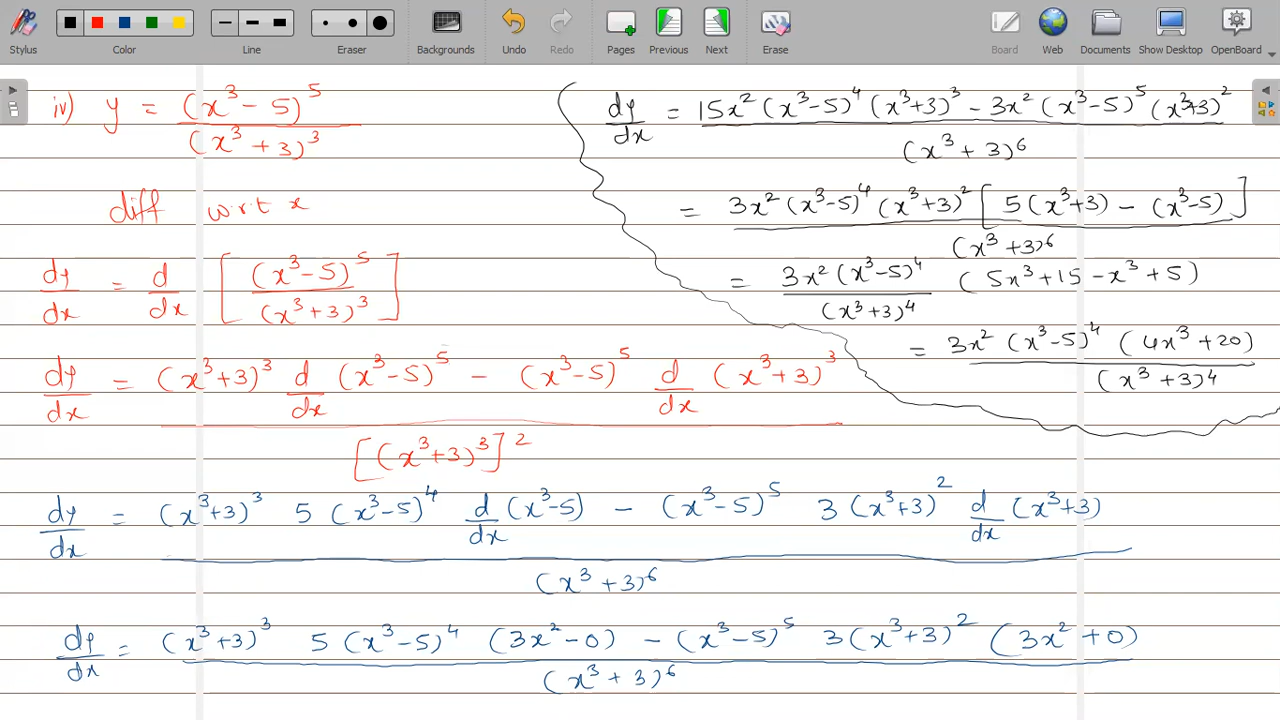 Stylus Color Line Eraser Backgrounds Undo Redo Pages Previous Next Erase Board Web Documents Show Desktop OpenBoard
iv) y = (x³ - 5)⁵ / (x³ + 3)³
diff w.r.t x
dy/dx = d/dx [(x³-5)⁵ / (x³+3)³]
dy/dx = (x³+3)³ d/dx (x³-5)⁵ - (x³-5)⁵ d/dx (x³+3)³ / [(x³+3)³]²
dy/dx = (x³+3)³ 5 (x³-5)⁴ d/dx (x³-5) - (x³-5)⁵ 3 (x³+3)² d/dx (x³+3) / (x³+3)⁶
dy/dx = (x³+3)³ 5 (x³-5)⁴ (3x²-0) - (x³-5)⁵ 3(x³+3)² (3x²+0) / (x³+3)⁶
dy/dx = 15x² (x³-5)⁴ (x³+3)³ - 3x² (x³-5)⁵ (x³+3)² / (x³+3)⁶
= 3x² (x³-5)⁴ (x³+3)² [5(x³+3) - (x³-5)] / (x³+3)⁶
= 3x² (x³-5)⁴ / (x³+3)⁴ (5x³+15-x³+5)
= 3x² (x³-5)⁴ (4x³+20) / (x³+3)⁴